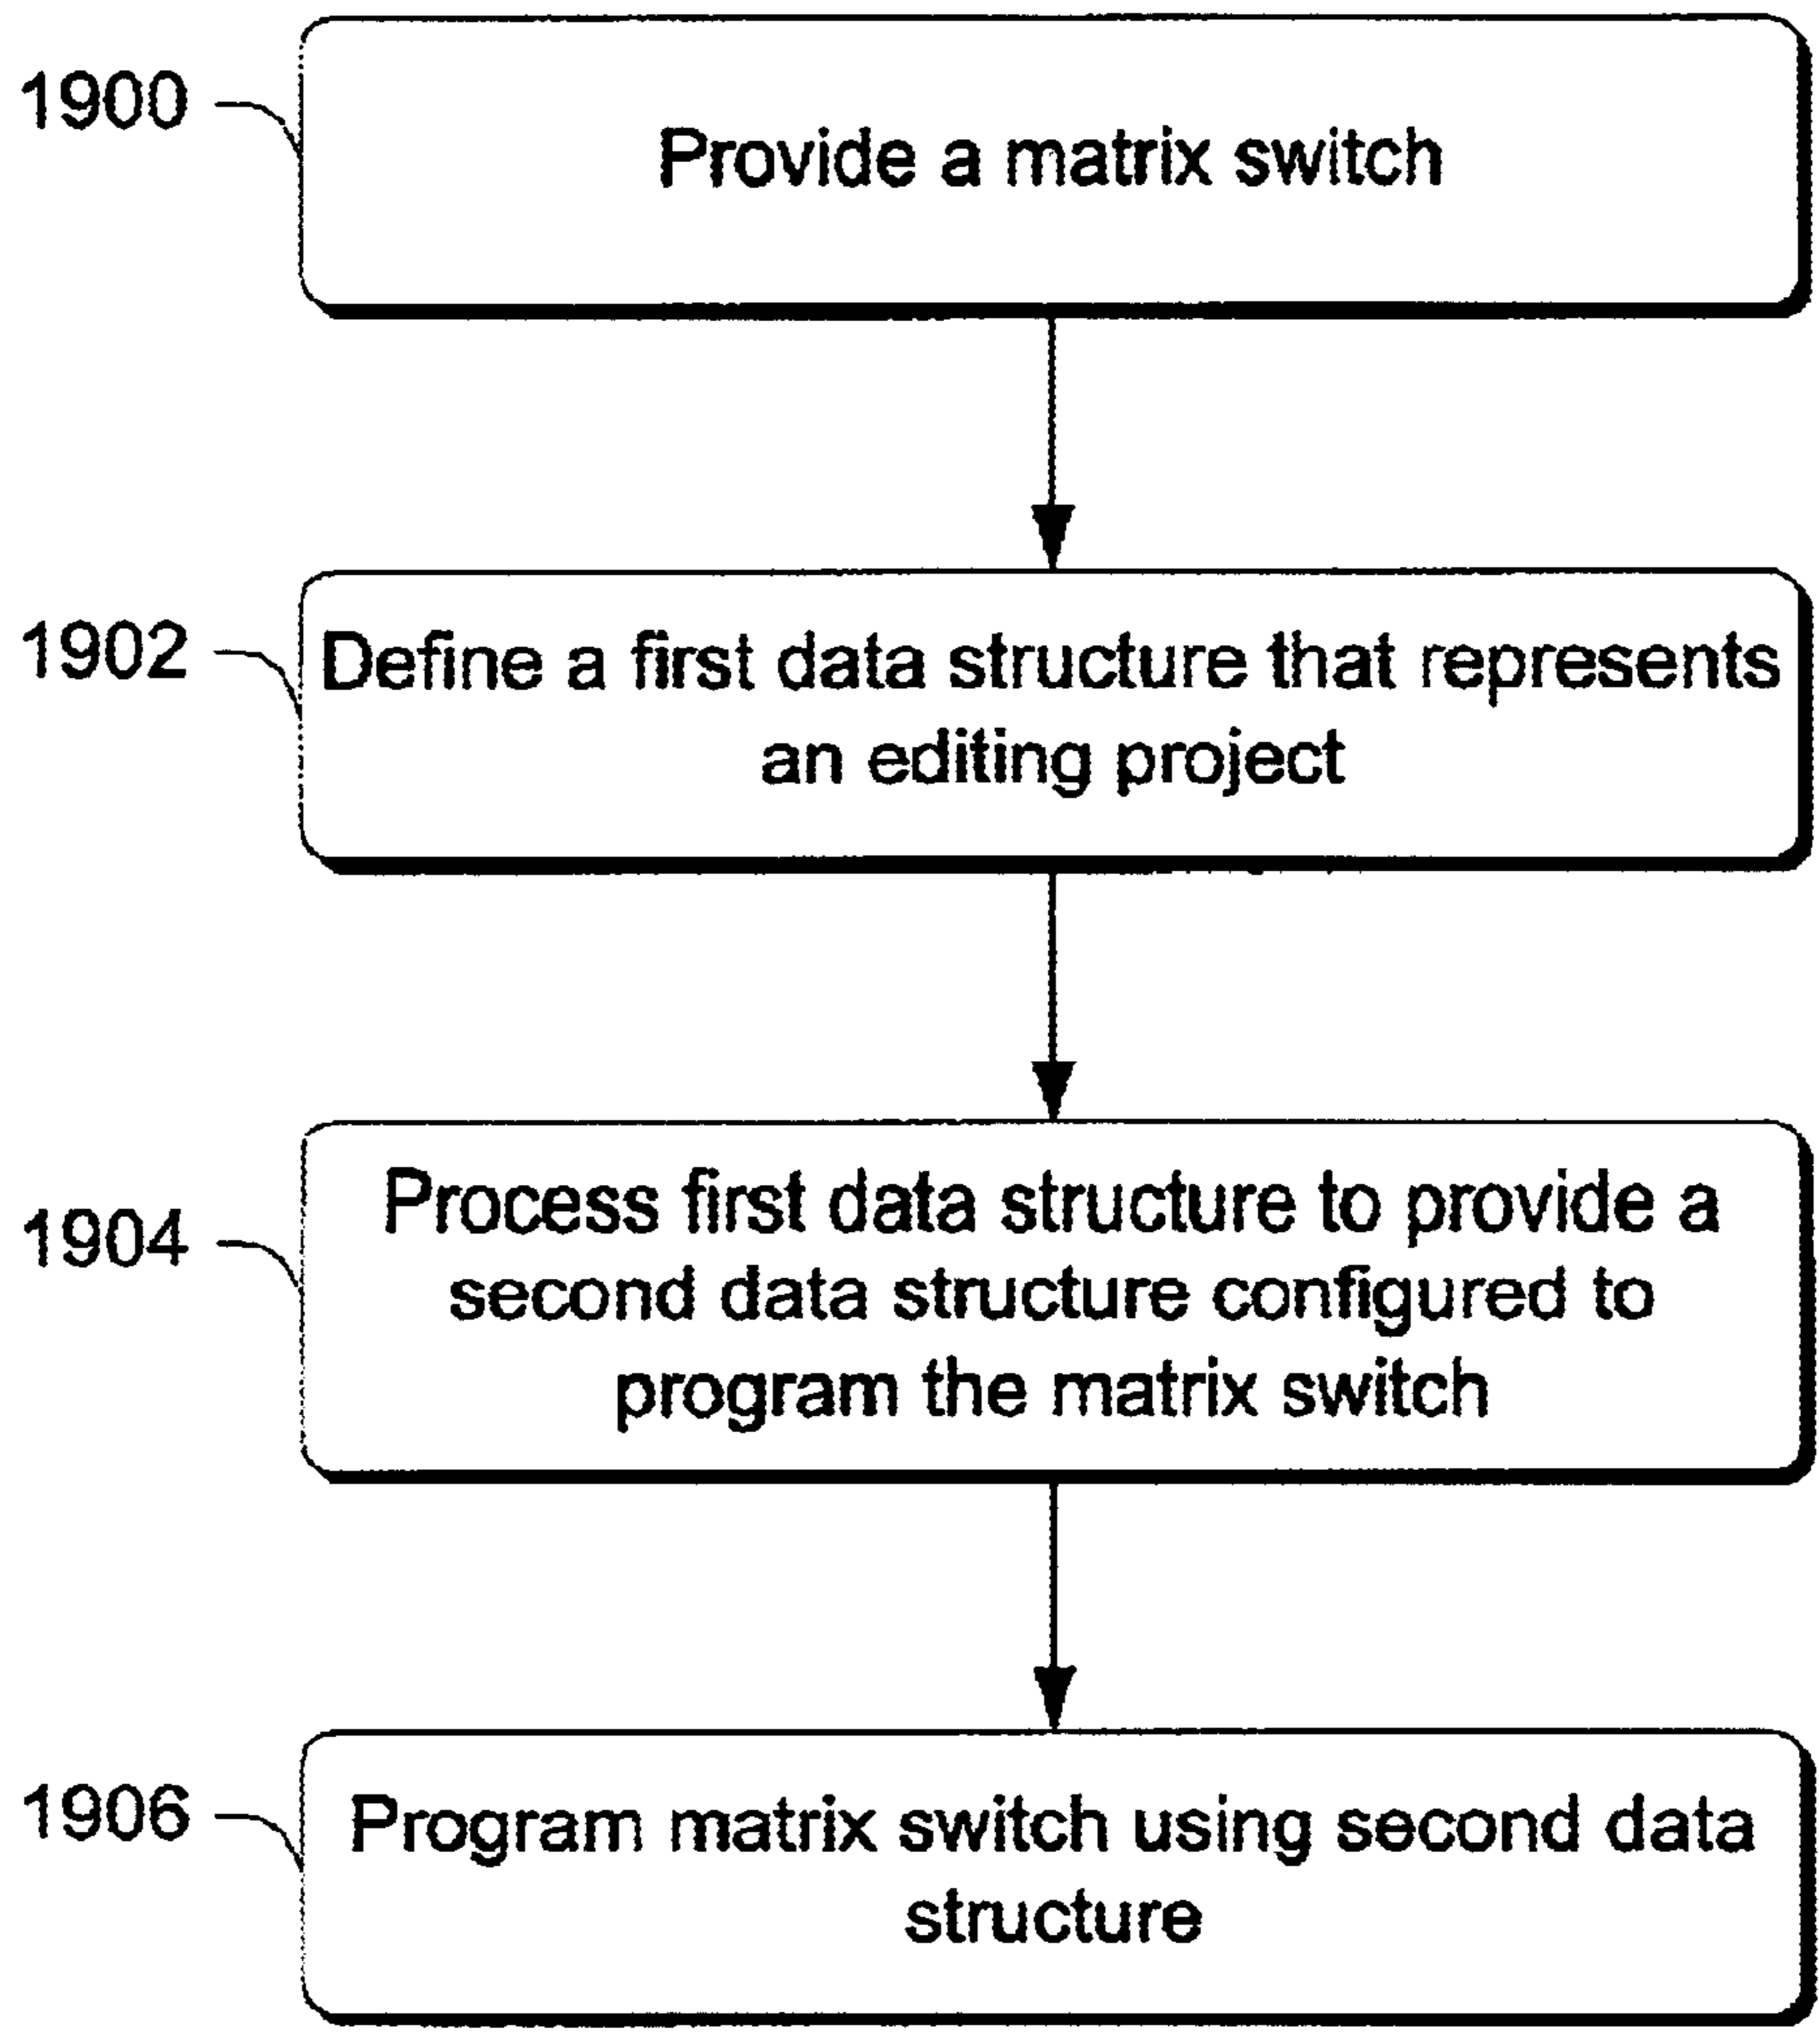 1900
Provide a matrix switch
1902
Define a first data structure that represents
an editing project
1904
Process first data structure to provide a
second data structure configured to
program the matrix switch
1906
Program matrix switch using second data
structure